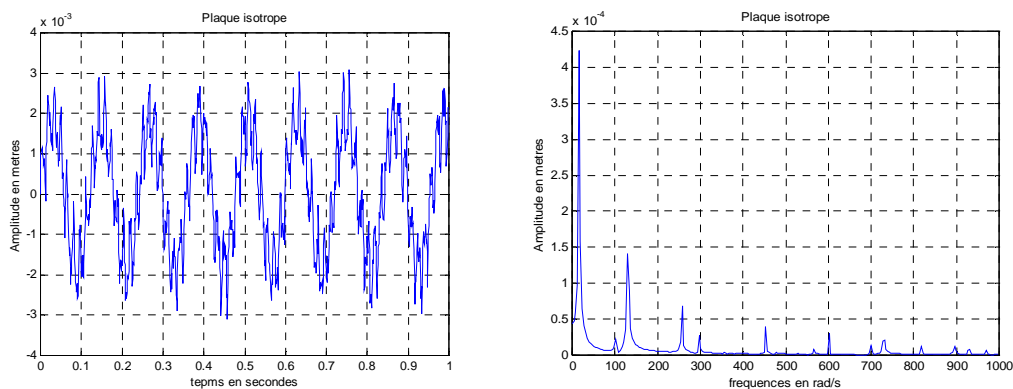 Plaque isotrope
x 10-3
4
3
2
1
0
-1
-2
-3
-4
Amplitude en metres
0 0.1 0.2 0.3 0.4 0.5 0.6 0.7 0.8 0.9 1
tepms en secondes
Plaque isotrope
x 10-4
4.5
4
3.5
3
2.5
2
1.5
1
0.5
0
Amplitude en metres
0 100 200 300 400 500 600 700 800 900 1000
frequences en rad/s